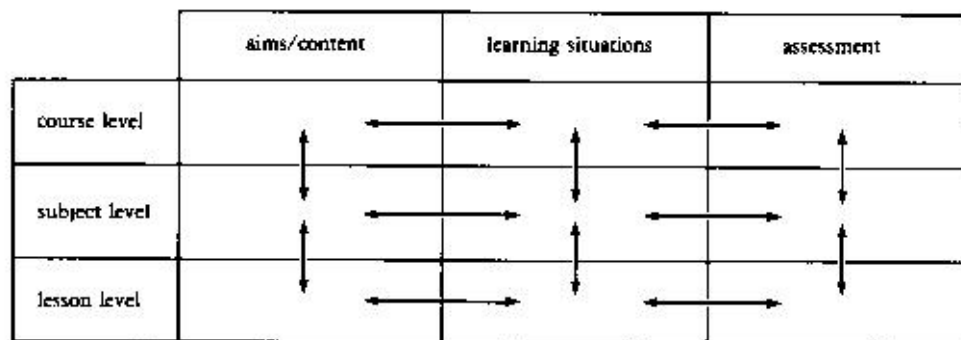 aims/content learning situations assessment
course level
subject level
lesson level